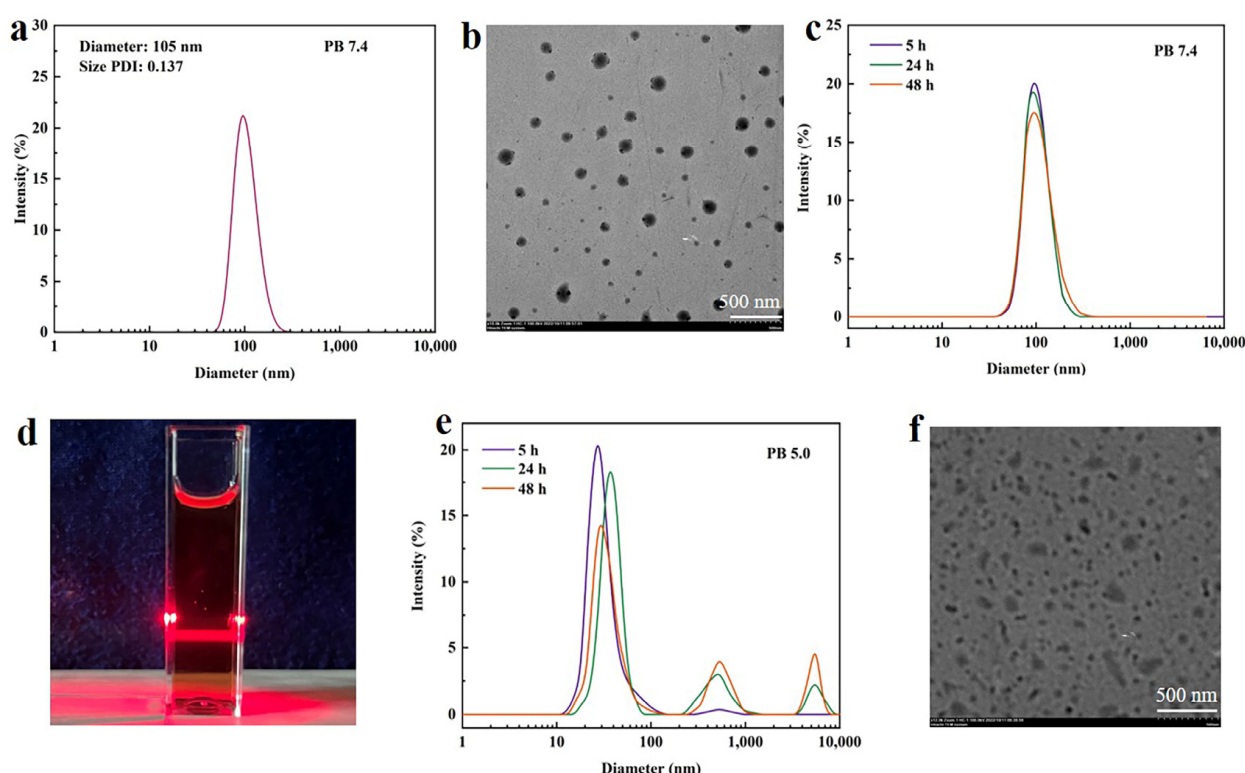 a
Diameter: 105 nm
Size PDI: 0.137
PB 7.4
30
25
20
15
10
5
0
Intensity (%)
1
10
100
1,000
10,000
Diameter (nm)
b
500 nm
c
5 h
24 h
48 h
PB 7.4
25
20
15
10
5
0
Intensity (%)
1
10
100
1,000
10,000
Diameter (nm)
d
e
5 h
24 h
48 h
PB 5.0
20
15
10
5
0
Intensity (%)
1
10
100
1,000
10,000
Diameter (nm)
f
500 nm